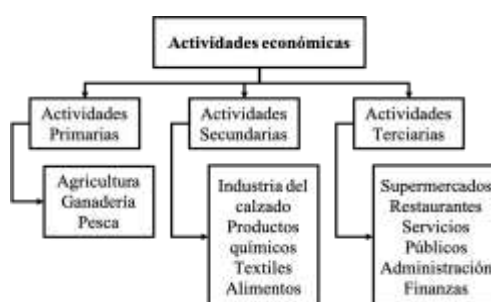 Actividades económicas
Actividades
Primarias
Agricultura
Ganadería
Pesca
Actividades
Secundarias
Industria del
calzado
Productos
químicos
Textiles
Alimentos
Actividades
Terciarias
Supermercados
Restaurantes
Servicios
Públicos
Administración
Finanzas